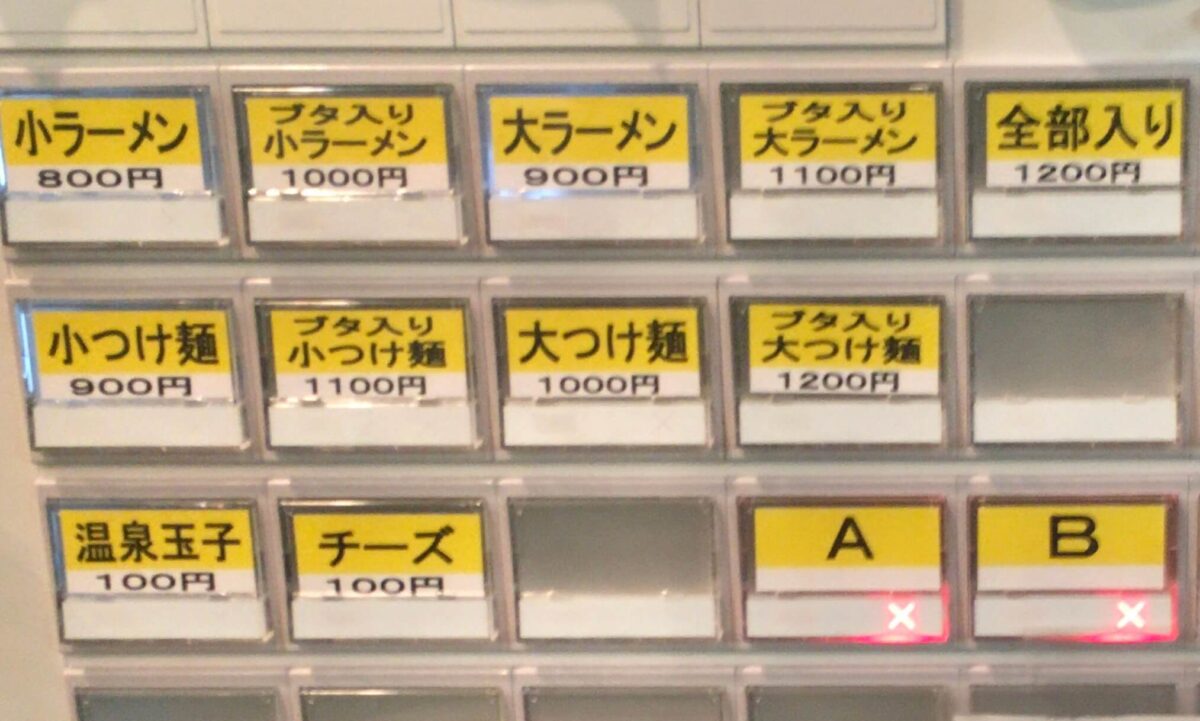 小ラーメン
800円
ブタ入り
小ラーメン
1000円
大ラーメン
900円
ブタ入り
大ラーメン
1100円
全部入り
1200円
小つけ麺
900円
ブタ入り
小つけ麺
1100円
大つけ麺
1000円
ブタ入り
大つけ麺
1200円
温泉玉子
100円
チーズ
100円
A
×
B
×